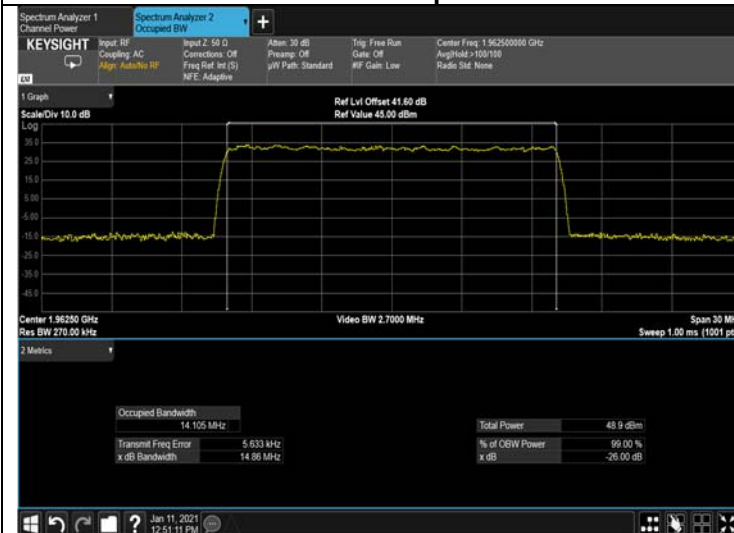 Spectrum Analyzer 1
Channel Power
Spectrum Analyzer 2
Occupied BW
+
KEYSIGHT
Input: RF
Coupling: AC
Align: Auto/No RF
Input Z: 50 Ω
Corrections: Off
Freq Ref: Int (S)
NFE: Adaptive
Atten: 30 dB
Preamp: Off
µW Path: Standard
Trig: Free Run
Gate: Off
#IF Gain: Low
Center Freq: 1.962500000 GHz
Avg|Hold:>100/100
Radio Std: None
1 Graph
Scale/Div 10.0 dB
Ref Lvl Offset 41.60 dB
Ref Value 45.00 dBm
Log
35.0
25.0
15.0
5.00
-5.00
-15.0
-25.0
-35.0
-45.0
Center 1.96250 GHz
Res BW 270.00 kHz
Video BW 2.7000 MHz
Span 30 MH
Sweep 1.00 ms (1001 pt
2 Metrics
Occupied Bandwidth
14.105 MHz
Transmit Freq Error 5.633 kHz
x dB Bandwidth 14.86 MHz
Total Power 48.9 dBm
% of OBW Power 99.00 %
x dB -26.00 dB
?
Jan 11, 2021
12:51:11 PM